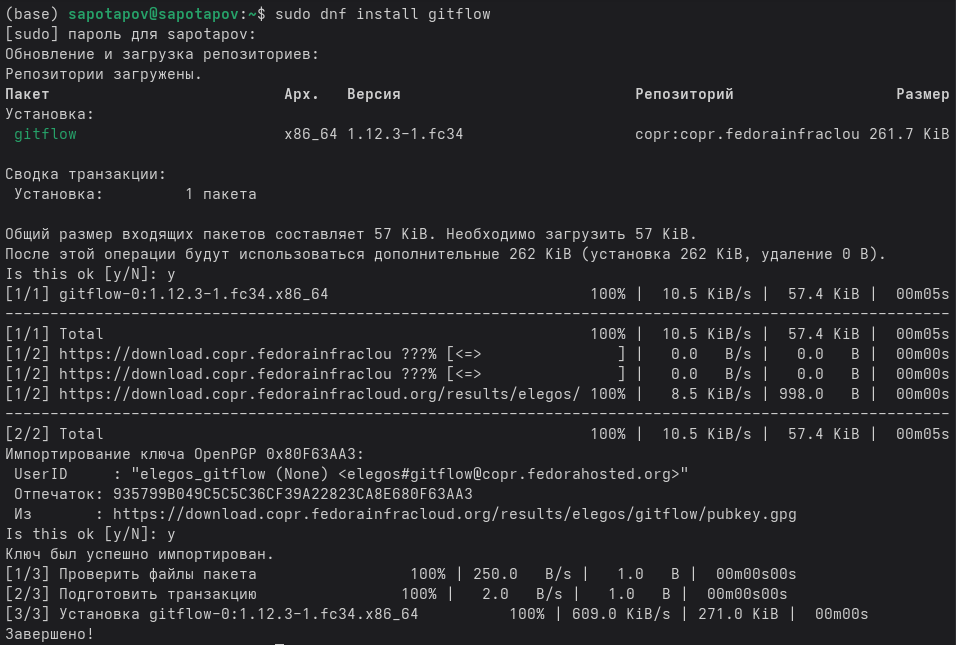 (base) sapotapov@sapotapov:~$ sudo dnf install gitflow
[sudo] пароль для sapotapov:
Обновление и загрузка репозиториев:
Репозитории загружены.
Пакет Арх. Версия Репозиторий Размер
Установка:
gitflow x86_64 1.12.3-1.fc34 copr:copr.fedorainfraclou 261.7 KiB
Сводка транзакции:
Установка: 1 пакета
Общий размер входящих пакетов составляет 57 KiB. Необходимо загрузить 57 KiB.
После этой операции будут использоваться дополнительные 262 KiB (установка 262 KiB, удаление 0 B).
Is this ok [y/N]: y
[1/1] gitflow-0:1.12.3-1.fc34.x86_64 100% | 10.5 KiB/s | 57.4 KiB | 00m05s
---------------------------------------------------------------------------------------------------------
[1/1] Total 100% | 10.5 KiB/s | 57.4 KiB | 00m05s
[1/2] https://download.copr.fedorainfraclou ???% [<=> ] | 0.0 B/s | 0.0 B | 00m00s
[1/2] https://download.copr.fedorainfraclou ???% [<=> ] | 0.0 B/s | 0.0 B | 00m00s
[1/2] https://download.copr.fedorainfracloud.org/results/elegos/ 100% | 8.5 KiB/s | 998.0 B | 00m00s
---------------------------------------------------------------------------------------------------------
[2/2] Total 100% | 10.5 KiB/s | 57.4 KiB | 00m05s
Импортирование ключа OpenPGP 0x80F63AA3:
UserID : "elegos_gitflow (None) <elegos#gitflow@copr.fedorahosted.org>"
Отпечаток: 935799B049C5C5C36CF39A22823CA8E680F63AA3
Из : https://download.copr.fedorainfracloud.org/results/elegos/gitflow/pubkey.gpg
Is this ok [y/N]: y
Ключ был успешно импортирован.
[1/3] Проверить файлы пакета 100% | 250.0 B/s | 1.0 B | 00m00s00s
[2/3] Подготовить транзакцию 100% | 2.0 B/s | 1.0 B | 00m00s00s
[3/3] Установка gitflow-0:1.12.3-1.fc34.x86_64 100% | 609.0 KiB/s | 271.0 KiB | 00m00s
Завершено!